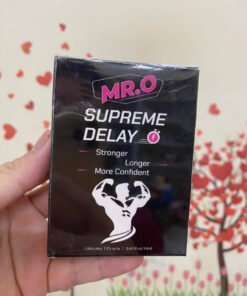 MR.O
SUPREME
DELAY
Stronger
Longer
More Confident